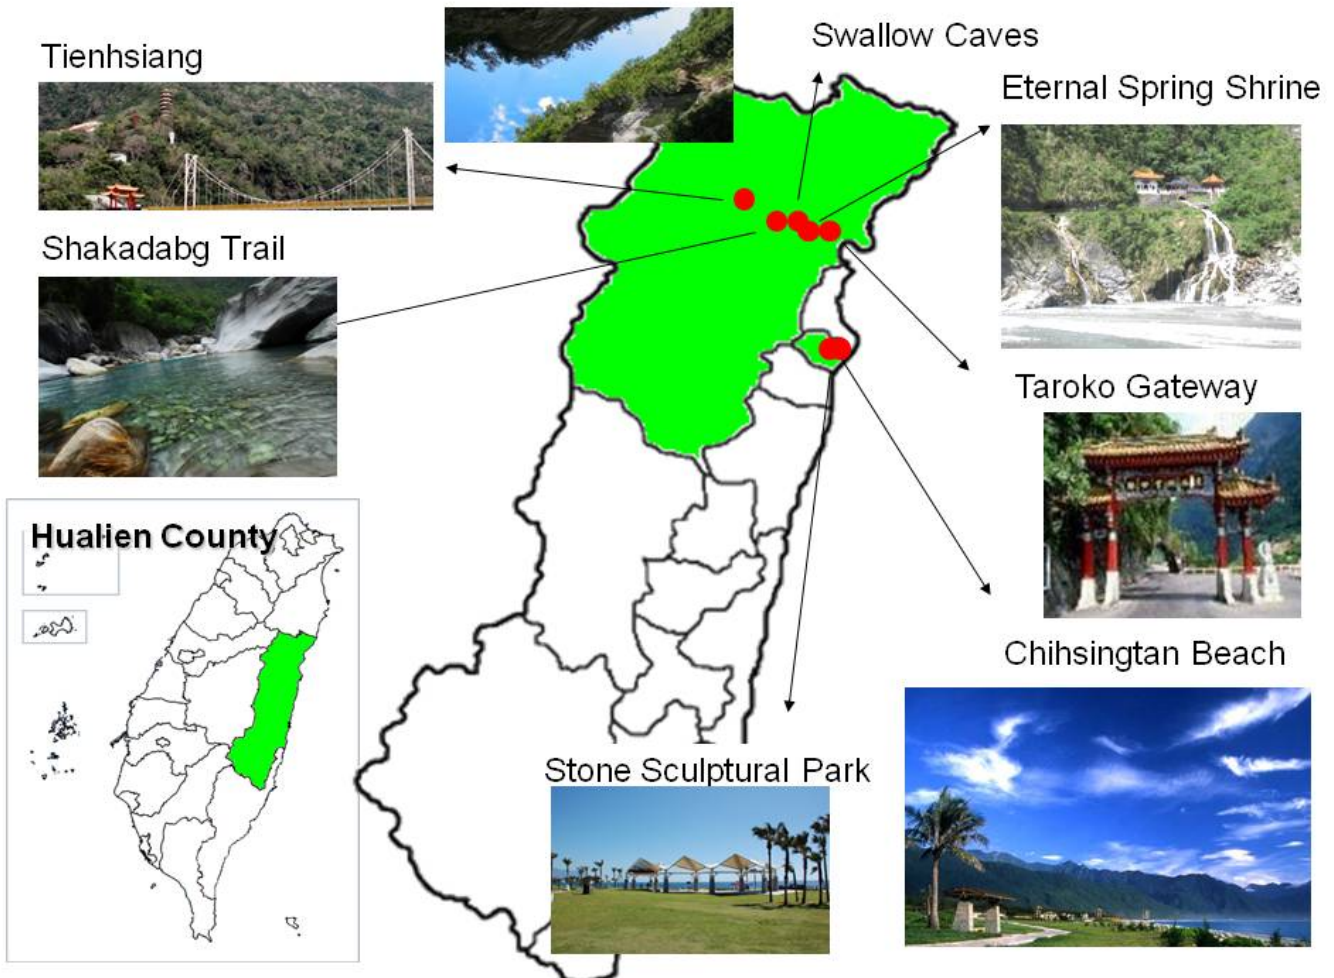 Swallow Caves
Tienhsiang
Eternal Spring Shrine
Shakadabg Trail
Taroko Gateway
Hualien County
Chihsingtan Beach
Stone Sculptural Park